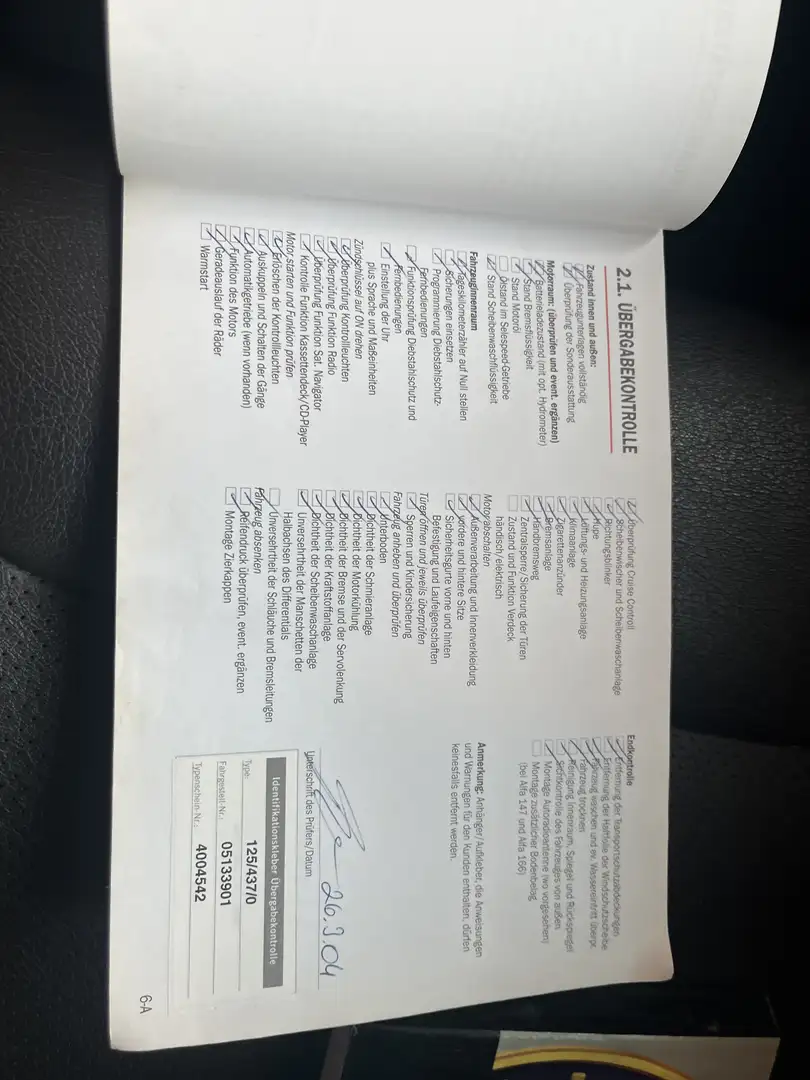 2.1. ÜBERGABEKONTROLLE
Zustand innen und außen:
Fahrzeugunterlagen vollständig
Überprüfung der Sonderausstattung
Motorraum: (überprüfen und event. ergänzen)
Batterieladezustand (mit opt. Hydrometer)
Stand Bremsflüssigkeit
Stand Motoröl
Ölstand im Selespeed-Getriebe
Stand Scheibenwaschflüssigkeit
Fahrzeuginnenraum
Tageskilometerzähler auf Null stellen
Sicherungen einsetzen
Programmierung Diebstahlschutz-
Fernbedienungen
Funktionsprüfung Diebstahlschutz und
Fernbedienungen
Einstellung der Uhr
plus Sprache und Maßeinheiten
Zündschlüssel auf ON drehen
Überprüfung Kontrolleuchten
Überprüfung Funktion Radio
Überprüfung Funktion Sat. Navigator
Kontrolle Funktion Kassettendeck/CD-Player
Motor starten und Funktion prüfen
Erlöschen der Kontrolleuchten
Auskuppeln und Schalten der Gänge
Automatikgetriebe (wenn vorhanden)
Funktion des Motors
Geradeauslauf der Räder
Warmstart
Überprüfung Cruise Controll
Scheibenwischer und Scheibenwaschanlage
Richtungsblinker
Hupe
Lüftungs- und Heizungsanlage
Klimaanlage
Zigarettenanzünder
Bremsanlage
Handbremsweg
Zentralsperre/Sicherung der Türen
Zustand und Funktion Verdeck
händisch/elektrisch
Motor abschalten
Außenverarbeitung und Innenverkleidung
Vordere und hintere Sitze
Sicherheitsgurte vorne und hinten
Befestigung und Laufeigenschaften
Türen öffnen und jeweils überprüfen
Sperren und Kindersicherung
Fahrzeug anheben und überprüfen
Unterboden
Dichtheit der Schmieranlage
Dichtheit der Motorkühlung
Dichtheit der Bremse und der Servolenkung
Dichtheit der Kraftstoffanlage
Dichtheit der Scheibenwaschanlage
Unversehrtheit der Manschetten der
Halbachsen des Differentials
Unversehrtheit der Schläuche und Bremsleitungen
Fahrzeug absenken
Reifendruck überprüfen, event. ergänzen
Montage Zierkappen
Endkontrolle
Entfernung der Transportschutzabdeckungen
Entfernung der Haftfolie der Windschutzscheibe
Fahrzeug waschen und ev. Wassereintritt überpr.
Fahrzeug trocknen
Reinigung Innenraum, Spiegel und Rückspiegel
Sichtkontrolle des Fahrzeuges von außen
Montage Autoradioantenne (wo vorgesehen)
Montage zusätzlicher Bodenbelag
(bei Alfa 147 und Alfa 166)
Anmerkung: Anhänger/Aufkleber, die Anweisungen
und Warnungen für den Kunden enthalten, dürfen
keinesfalls entfernt werden.
26.9.04
Unterschrift des Prüfers/Datum
Identifikationskleber Übergabekontrolle
Type: 125/437/0
Fahrgestell-Nr.: 05133901
Typenschein-Nr.: 4004542
6-A